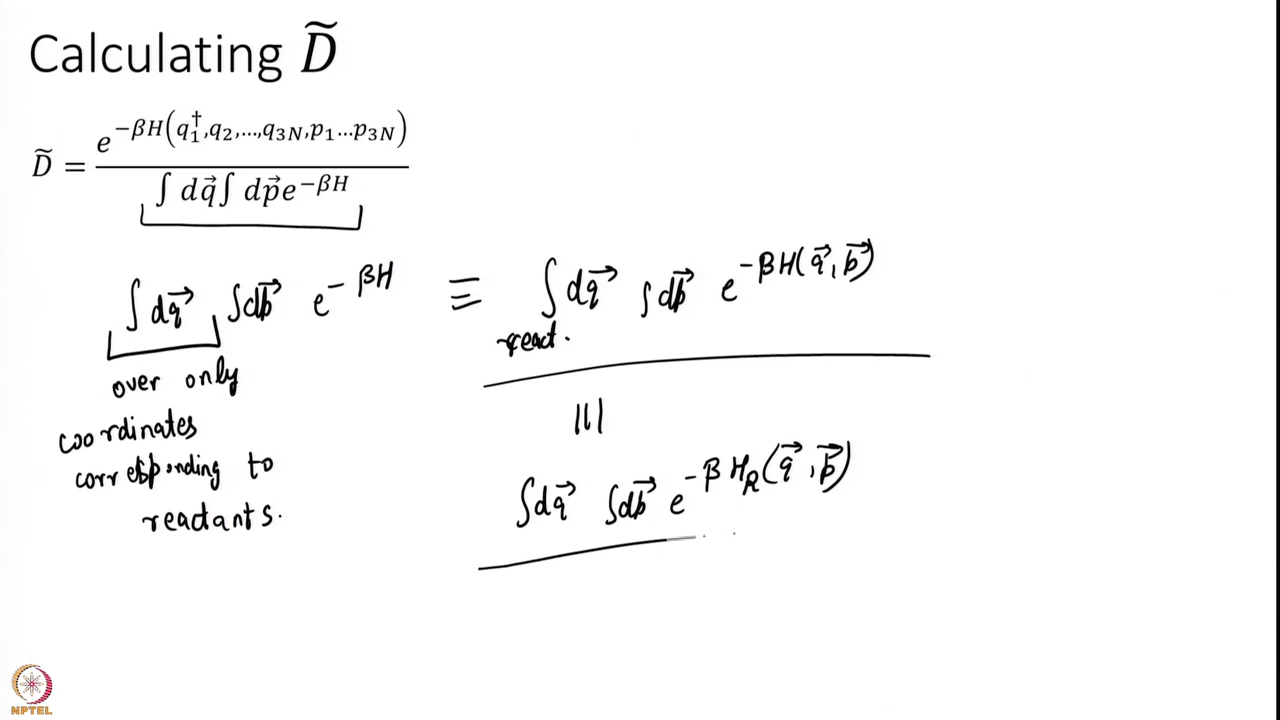 Calculating D̃
D̃ = e^{-βH(q₁†,q₂,...,q₃N,p₁...p₃N)} / ∫ dq⃗ ∫ dp⃗ e^{-βH}
∫ dq⃗ ∫ dp⃗ e^{-βH} ≡ ∫ dq⃗ ∫ dp⃗ e^{-βH(q⃗, p⃗)}
react.
over only
coordinates
corresponding to
reactants.
|||
∫ dq⃗ ∫ dp⃗ e^{-βH_R(q⃗, p⃗)}
NPTEL